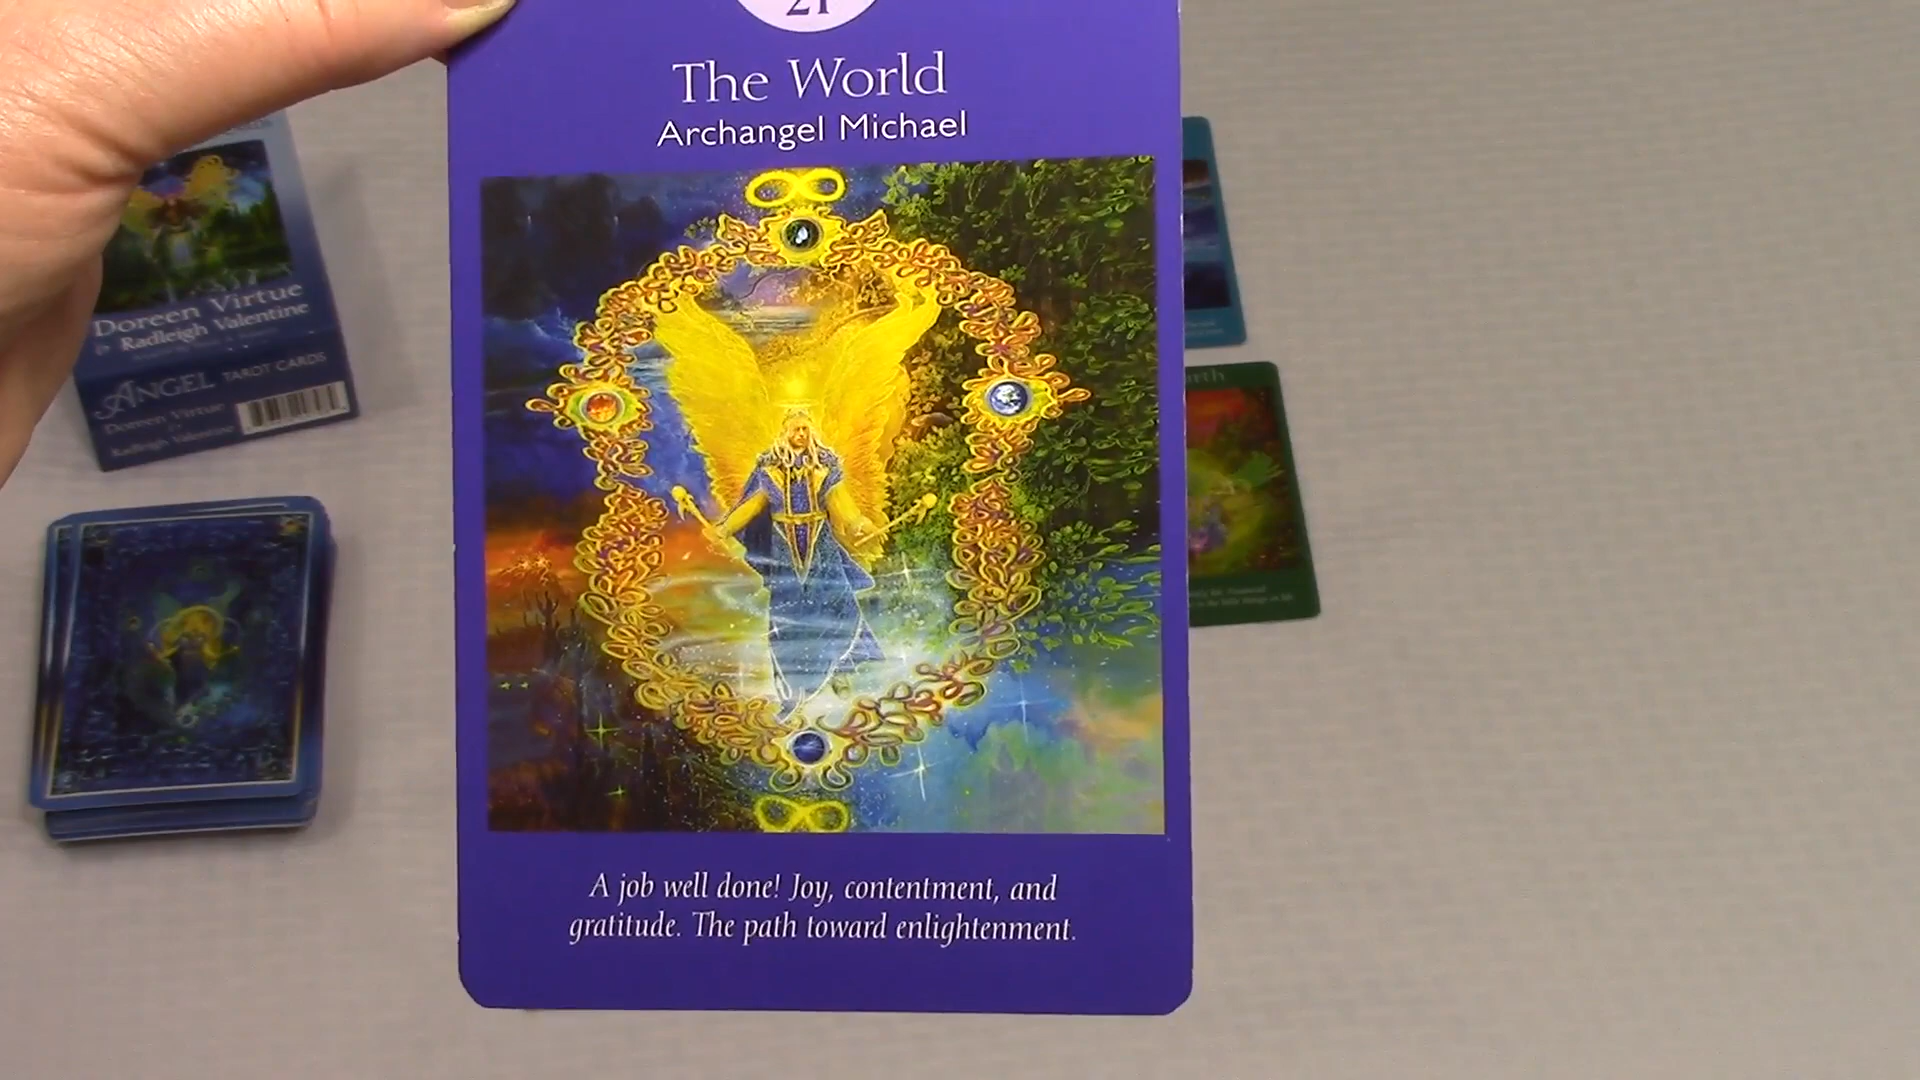 21
The World
Archangel Michael
A job well done! Joy, contentment, and
gratitude. The path toward enlightenment.
Doreen Virtue
& Radleigh Valentine
ANGEL TAROT CARDS
Doreen Virtue
Radleigh Valentine